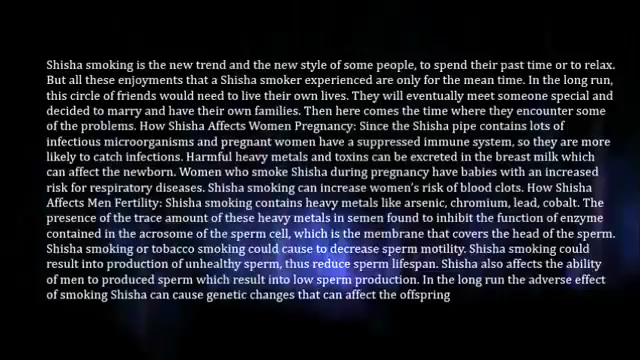 Shisha smoking is the new trend and the new style of some people, to spend their past time or to relax.
But all these enjoyments that a Shisha smoker experienced are only for the mean time. In the long run,
this circle of friends would need to live their own lives. They will eventually meet someone special and
decided to marry and have their own families. Then here comes the time where they encounter some
of the problems. How Shisha Affects Women Pregnancy: Since the Shisha pipe contains lots of
infectious microorganisms and pregnant women have a suppressed immune system, so they are more
likely to catch infections. Harmful heavy metals and toxins can be excreted in the breast milk which
can affect the newborn. Women who smoke Shisha during pregnancy have babies with an increased
risk for respiratory diseases. Shisha smoking can increase women's risk of blood clots. How Shisha
Affects Men Fertility: Shisha smoking contains heavy metals like arsenic, chromium, lead, cobalt. The
presence of the trace amount of these heavy metals in semen found to inhibit the function of enzyme
contained in the acrosome of the sperm cell, which is the membrane that covers the head of the sperm.
Shisha smoking or tobacco smoking could cause to decrease sperm motility. Shisha smoking could
result into production of unhealthy sperm, thus reduce sperm lifespan. Shisha also affects the ability
of men to produced sperm which result into low sperm production. In the long run the adverse effect
of smoking Shisha can cause genetic changes that can affect the offspring